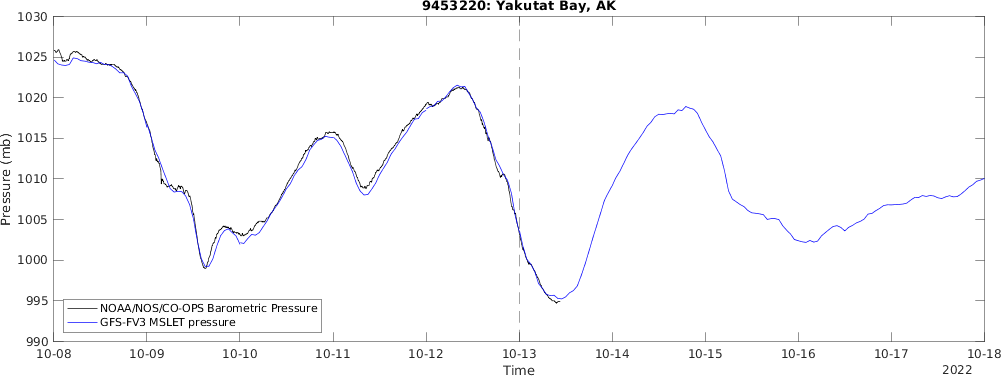 9453220: Yakutat Bay, AK
Pressure (mb)
1030
1025
1020
1015
1010
1005
1000
995
990
NOAA/NOS/CO-OPS Barometric Pressure
GFS-FV3 MSLET pressure
10-08 10-09 10-10 10-11 10-12 10-13 10-14 10-15 10-16 10-17 10-18
Time
2022